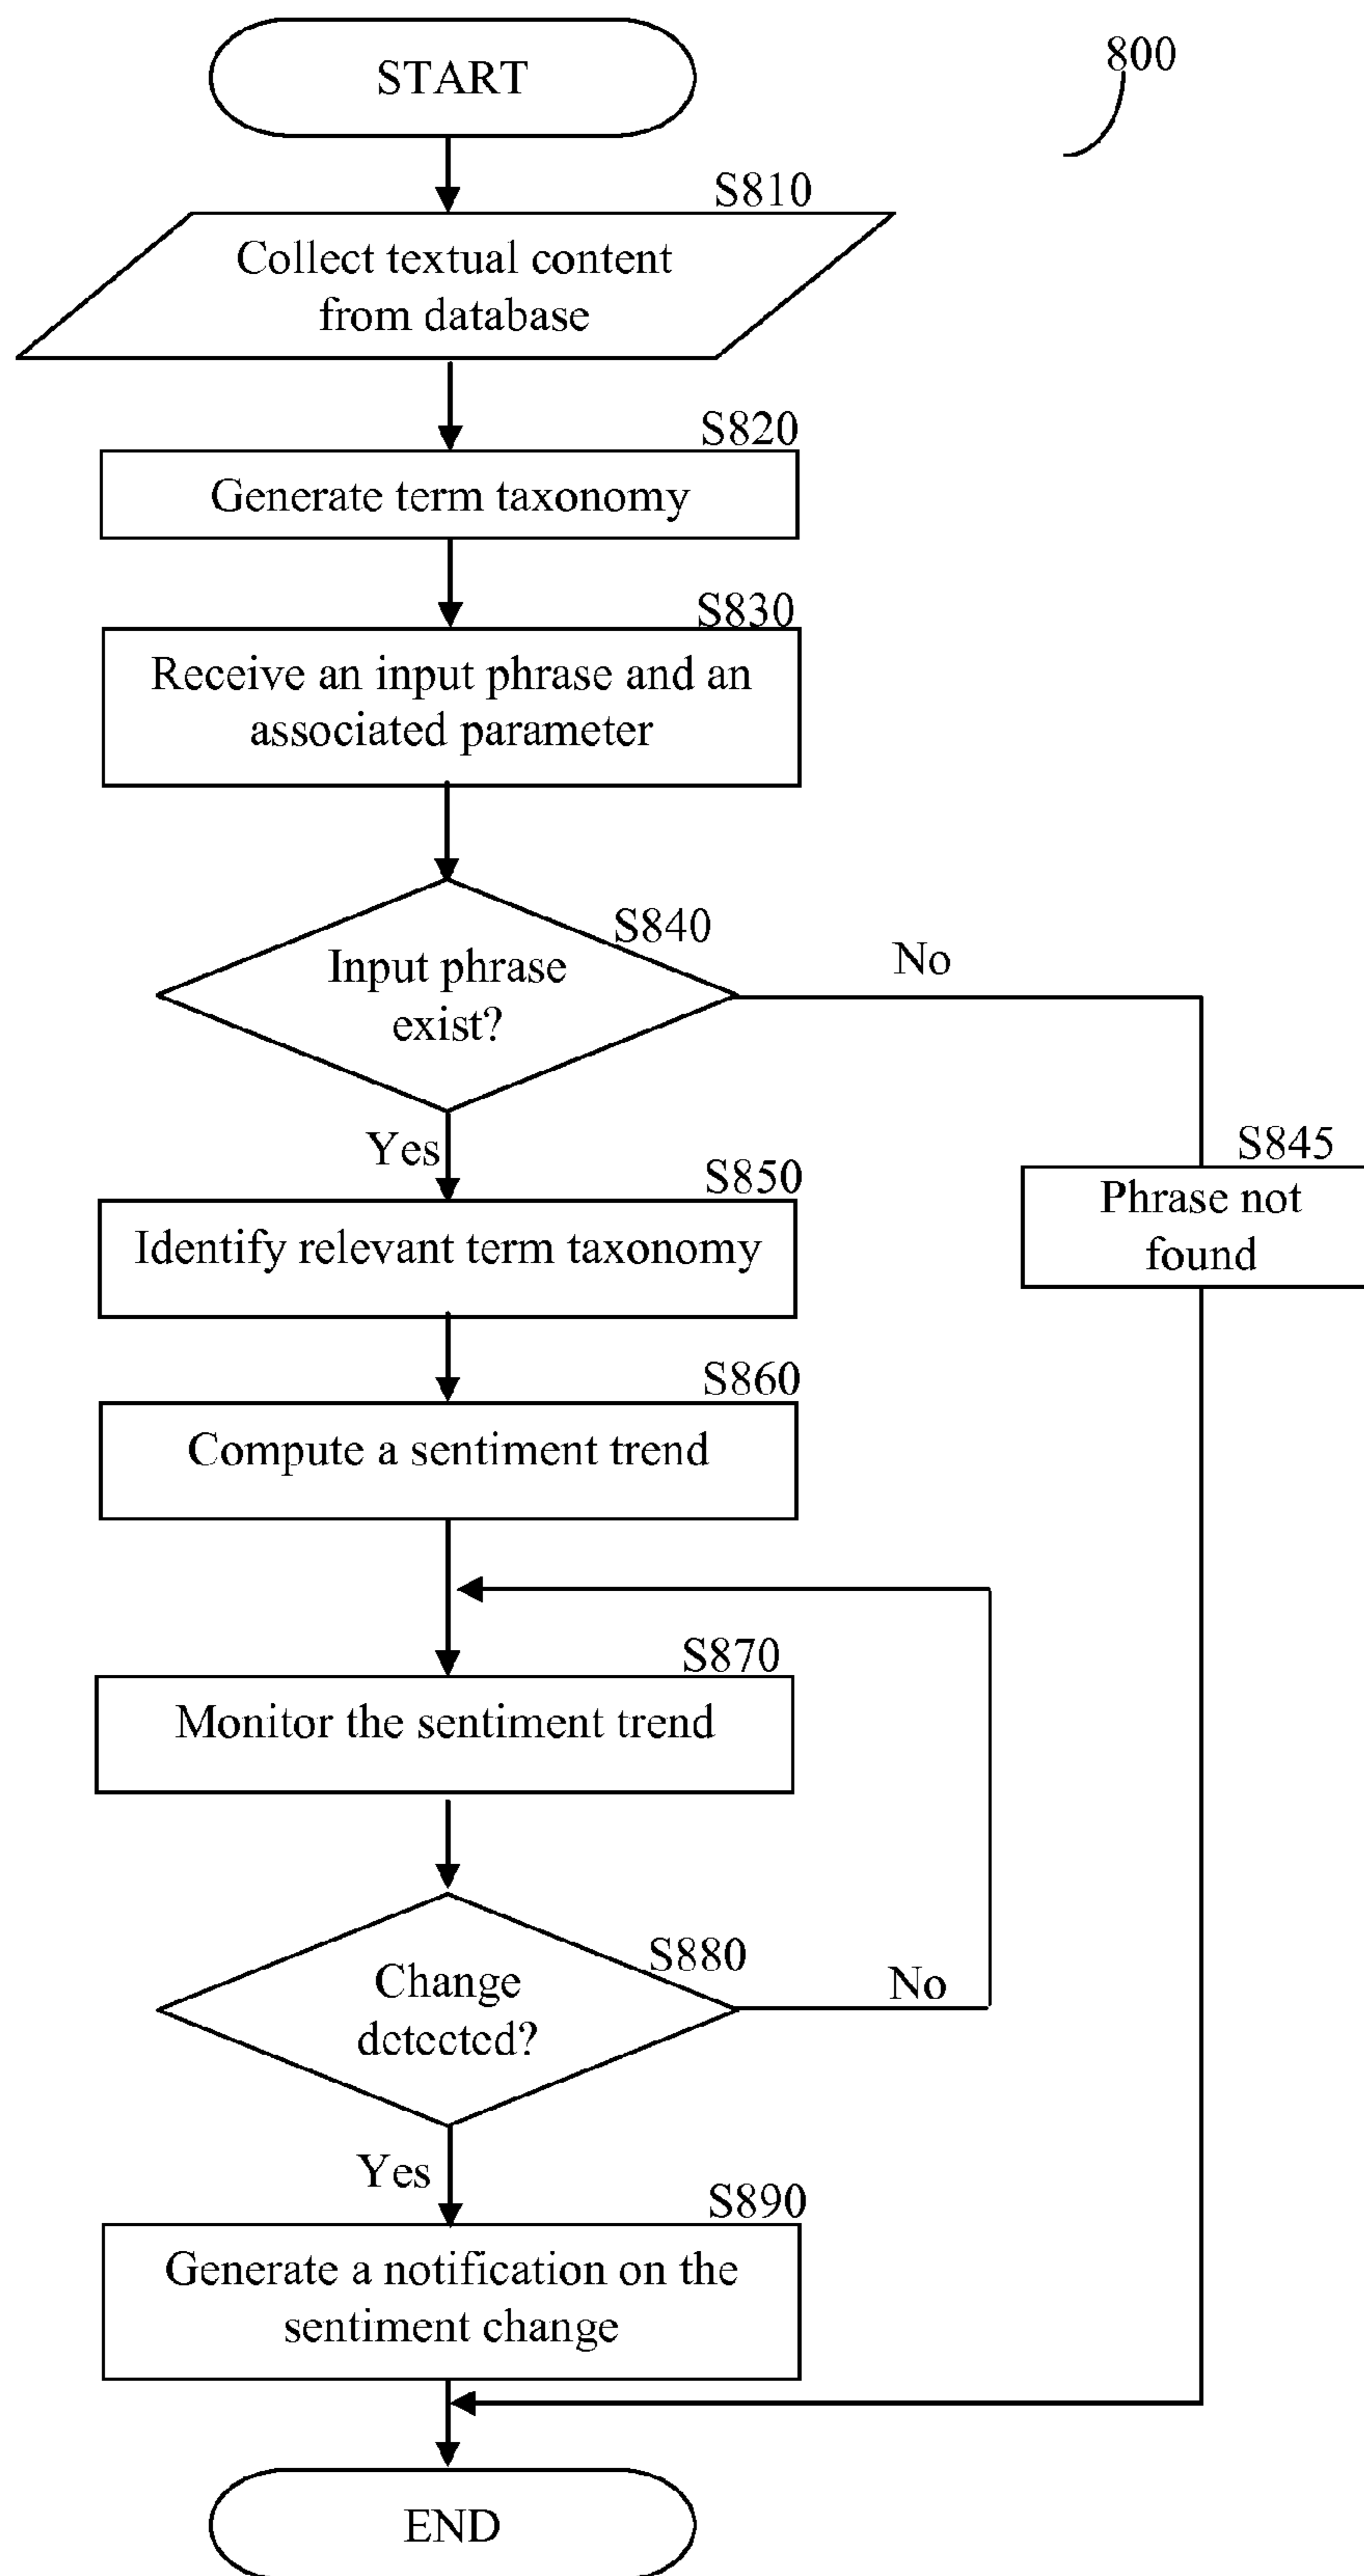 START
800
S810
Collect textual content
from database
S820
Generate term taxonomy
S830
Receive an input phrase and an
associated parameter
S840
Input phrase
exist?
No
Yes
S845
Phrase not
found
S850
Identify relevant term taxonomy
S860
Compute a sentiment trend
S870
Monitor the sentiment trend
S880
Change
detected?
No
Yes
S890
Generate a notification on the
sentiment change
END